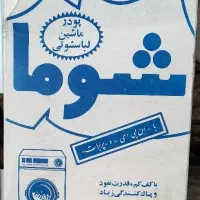 پودر
ماشین
لباسشوئی
شوما
با کف کم، قدرت نفوذ
و پاک کنندگی زیاد